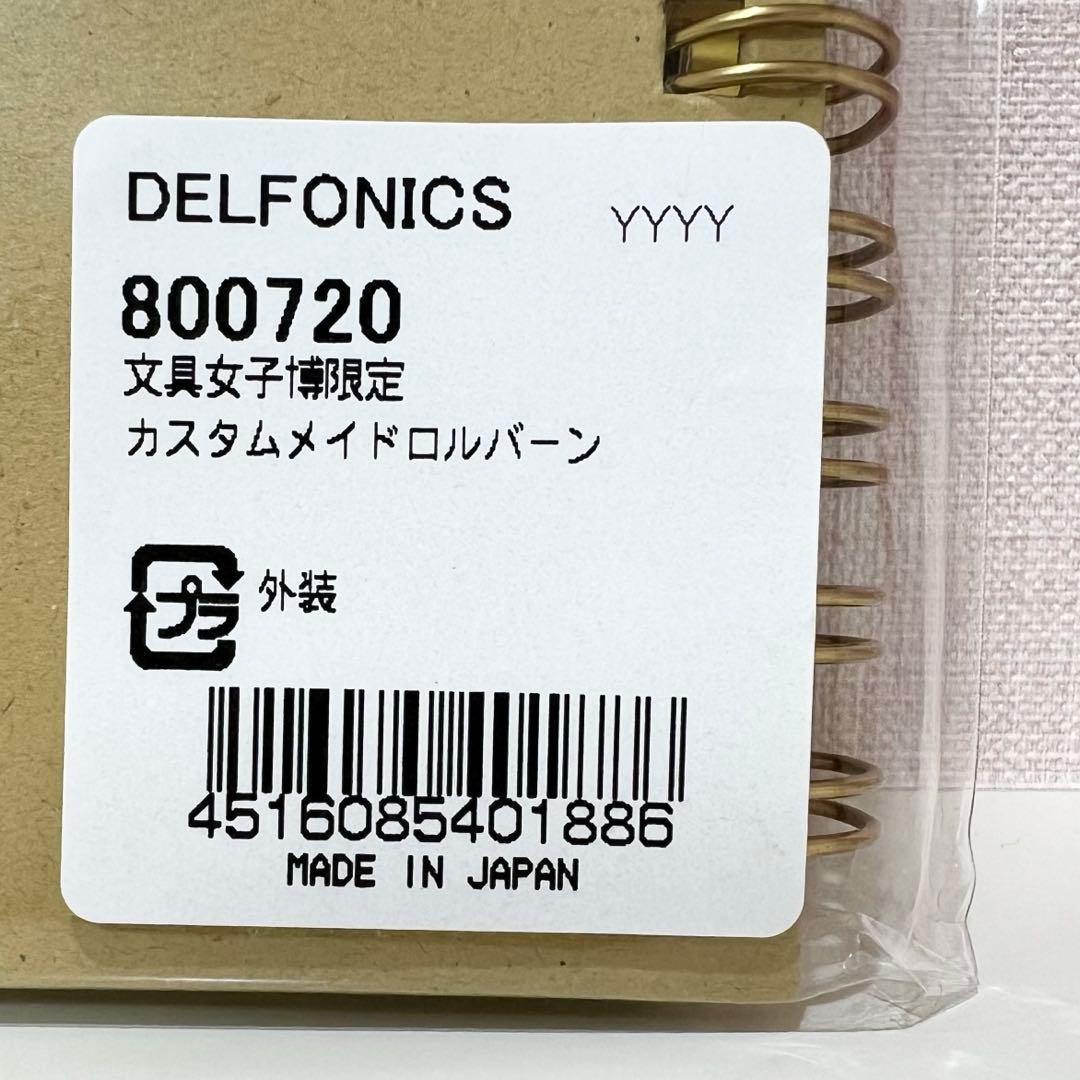 DELFONICS YYYY
800720
文具女子博限定
カスタムメイドロルバーン
プラ 外装
4516085401886
MADE IN JAPAN